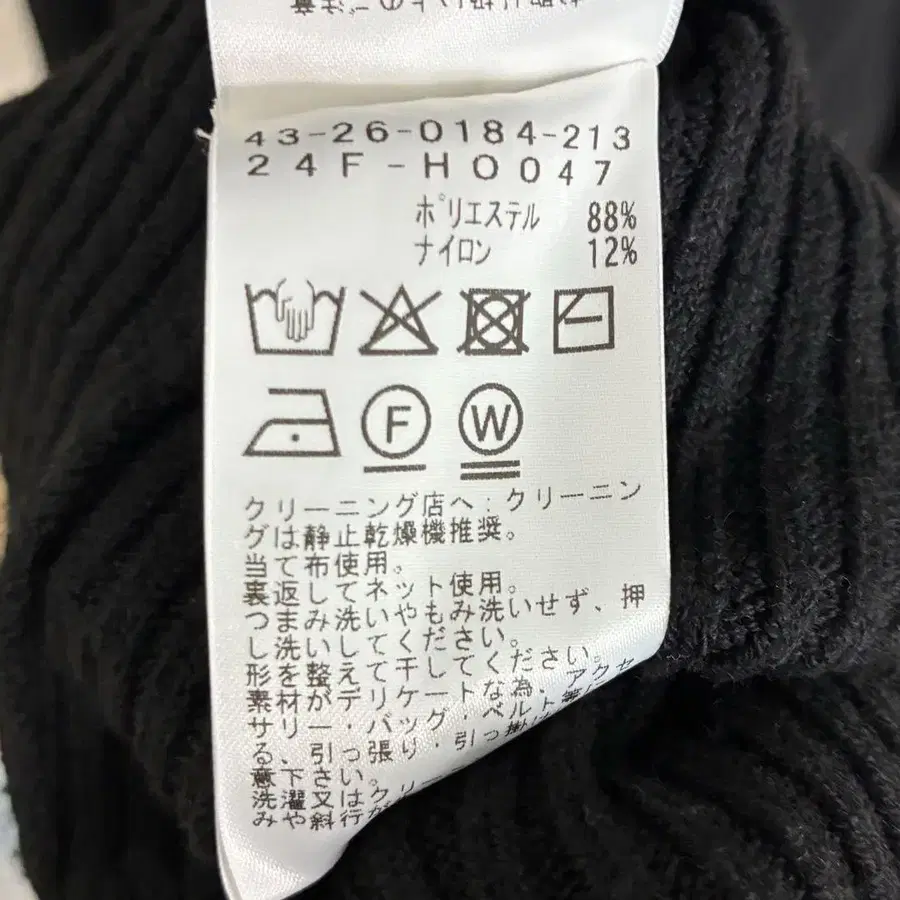 43-26-0184-213
24F-HO047
ポリエステル 88%
ナイロン 12%
F
W
クリーニング店へ:クリーニン
グは静止乾燥機推奨。
当て布使用。
裏返してネット使用。
つまみ洗いやもみ洗いせず、押
し洗いしてください。
形を整えて干してください。
素材がデリケートな為、アクセ
サリー・バッグ・ベルト等に
る、引っ張り・引っ掛け
意下さい。
洗濯又はクリー
みや斜行が